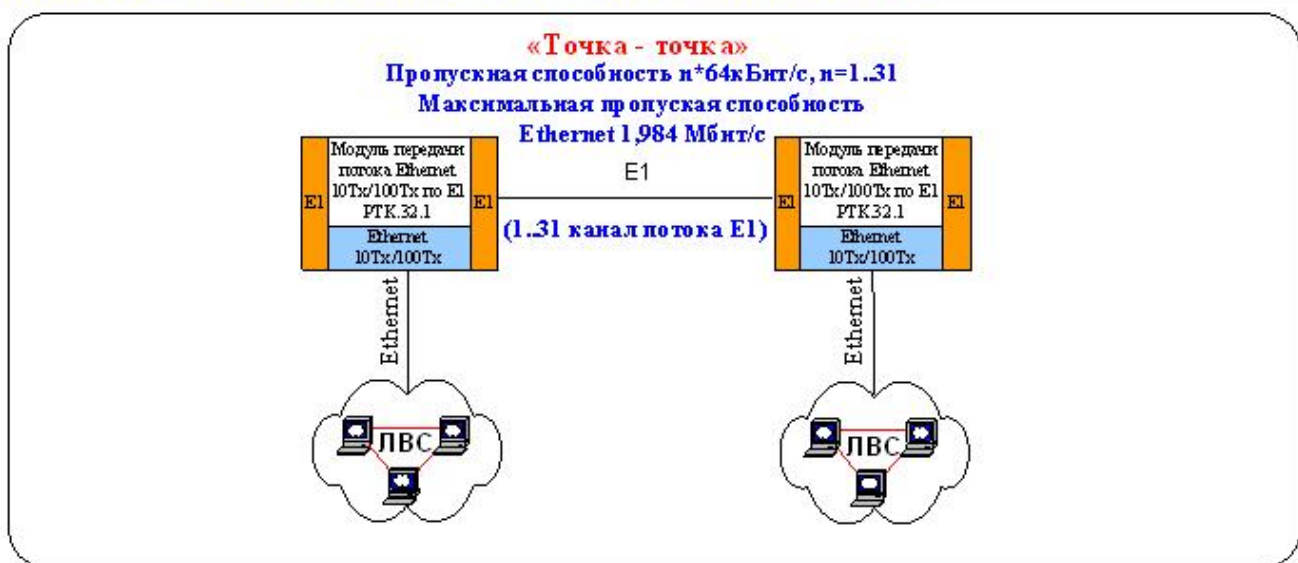 «Точка - точка»
Пропускная способность n*64кБит/с, n=1..31
Максимальная пропуская способность
Ethernet 1,984 Мбит/с
E1
Модуль передачи
потока Ethernet
10Tx/100Tx по E1
РТК.32.1
E1
Ethernet
10Tx/100Tx
E1
(1..31 канал потока E1)
E1
Модуль передачи
потока Ethernet
10Tx/100Tx по E1
РТК.32.1
E1
Ethernet
10Tx/100Tx
Ethernet
Ethernet
ЛВС
ЛВС